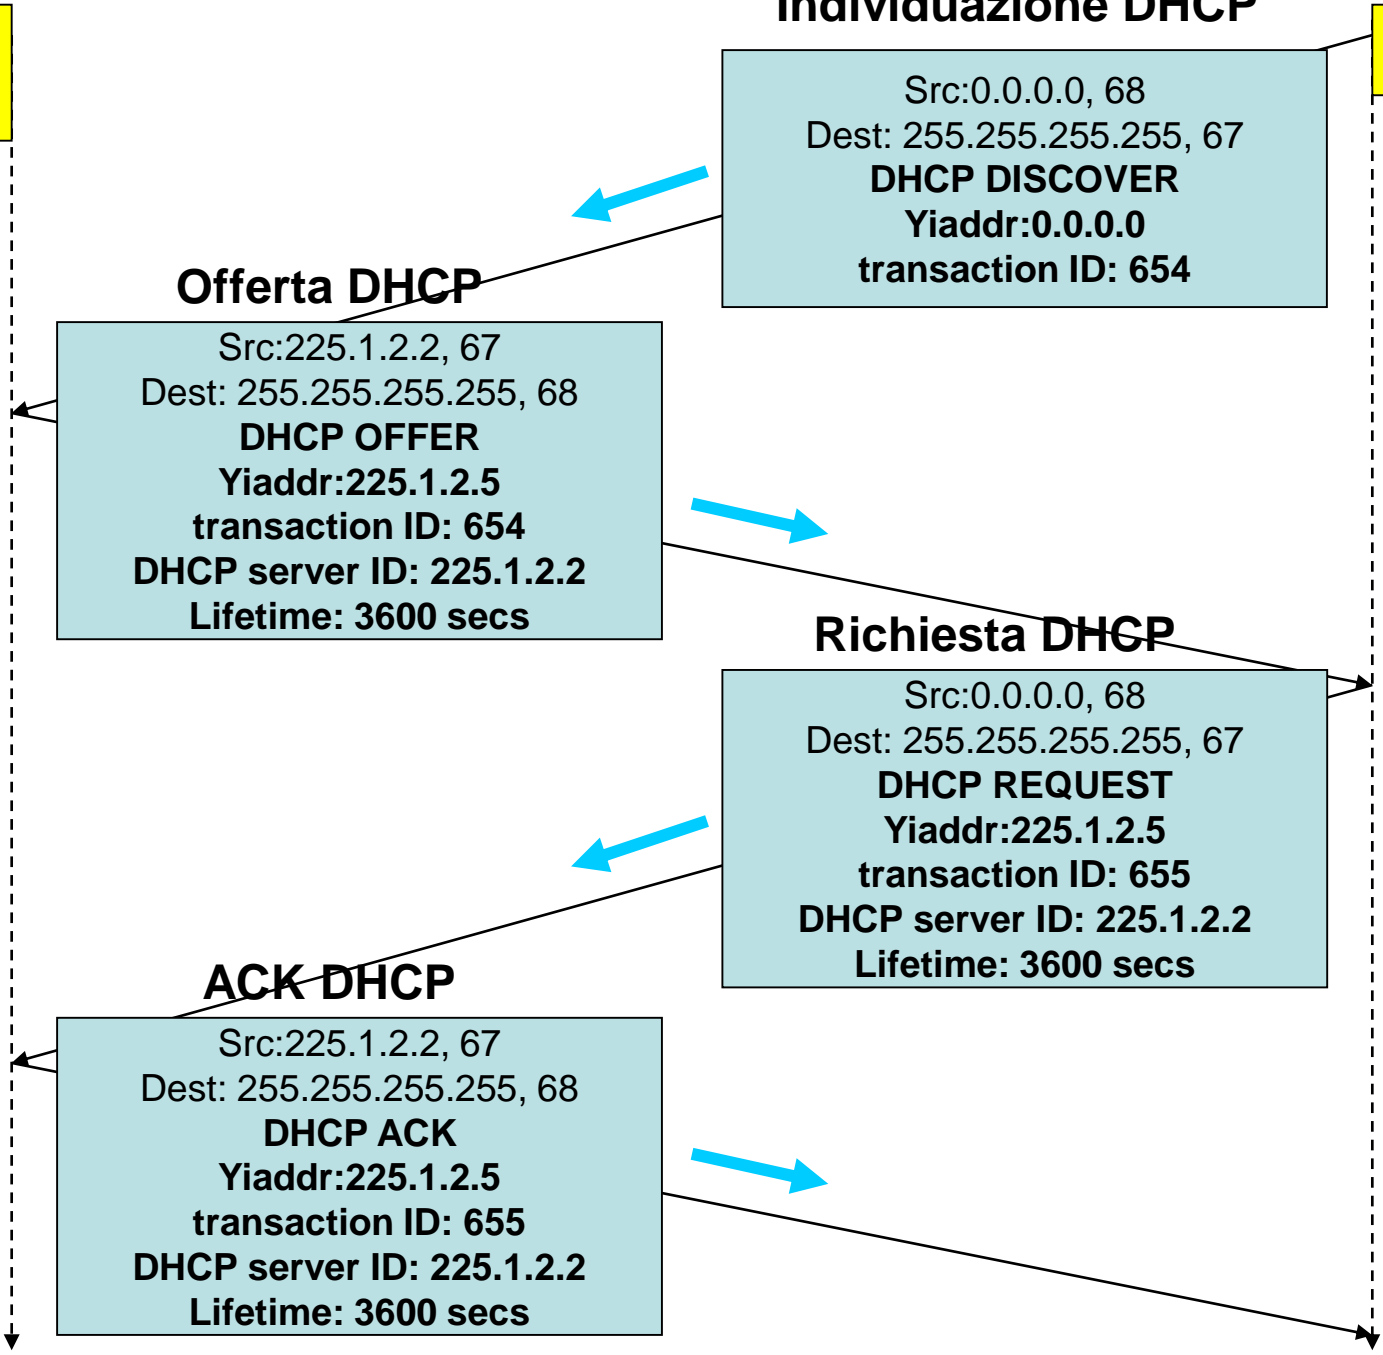 Individuazione DHCP
Src:0.0.0.0, 68
Dest: 255.255.255.255, 67
DHCP DISCOVER
Yiaddr:0.0.0.0
transaction ID: 654
Offerta DHCP
Src:225.1.2.2, 67
Dest: 255.255.255.255, 68
DHCP OFFER
Yiaddr:225.1.2.5
transaction ID: 654
DHCP server ID: 225.1.2.2
Lifetime: 3600 secs
Richiesta DHCP
Src:0.0.0.0, 68
Dest: 255.255.255.255, 67
DHCP REQUEST
Yiaddr:225.1.2.5
transaction ID: 655
DHCP server ID: 225.1.2.2
Lifetime: 3600 secs
ACK DHCP
Src:225.1.2.2, 67
Dest: 255.255.255.255, 68
DHCP ACK
Yiaddr:225.1.2.5
transaction ID: 655
DHCP server ID: 225.1.2.2
Lifetime: 3600 secs